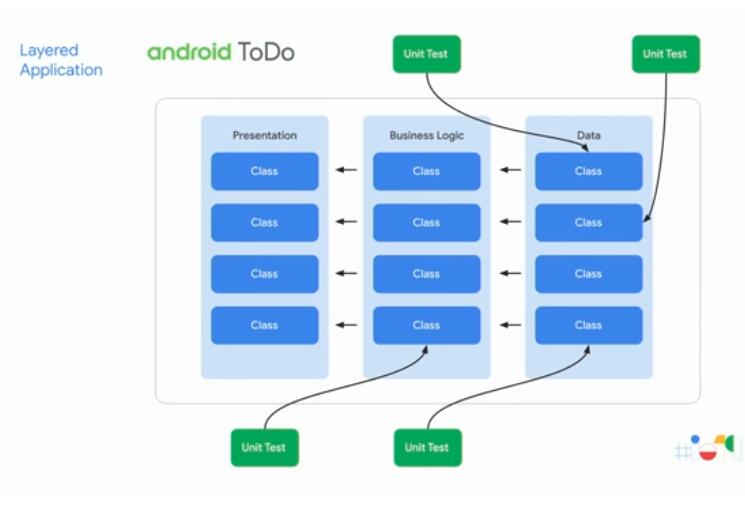 Layered
Application
android ToDo
Unit Test
Unit Test
Presentation
Business Logic
Data
Class
Class
Class
Class
Class
Class
Class
Class
Class
Class
Class
Class
Unit Test
Unit Test